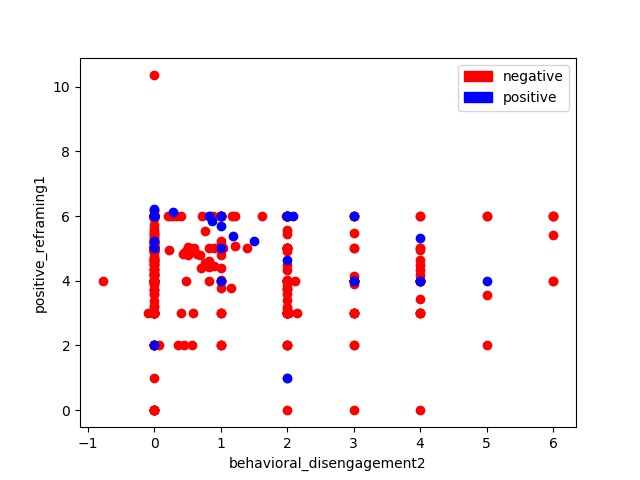 negative
positive
10
8
6
4
2
0
positive_reframing1
−1 0 1 2 3 4 5 6
behavioral_disengagement2